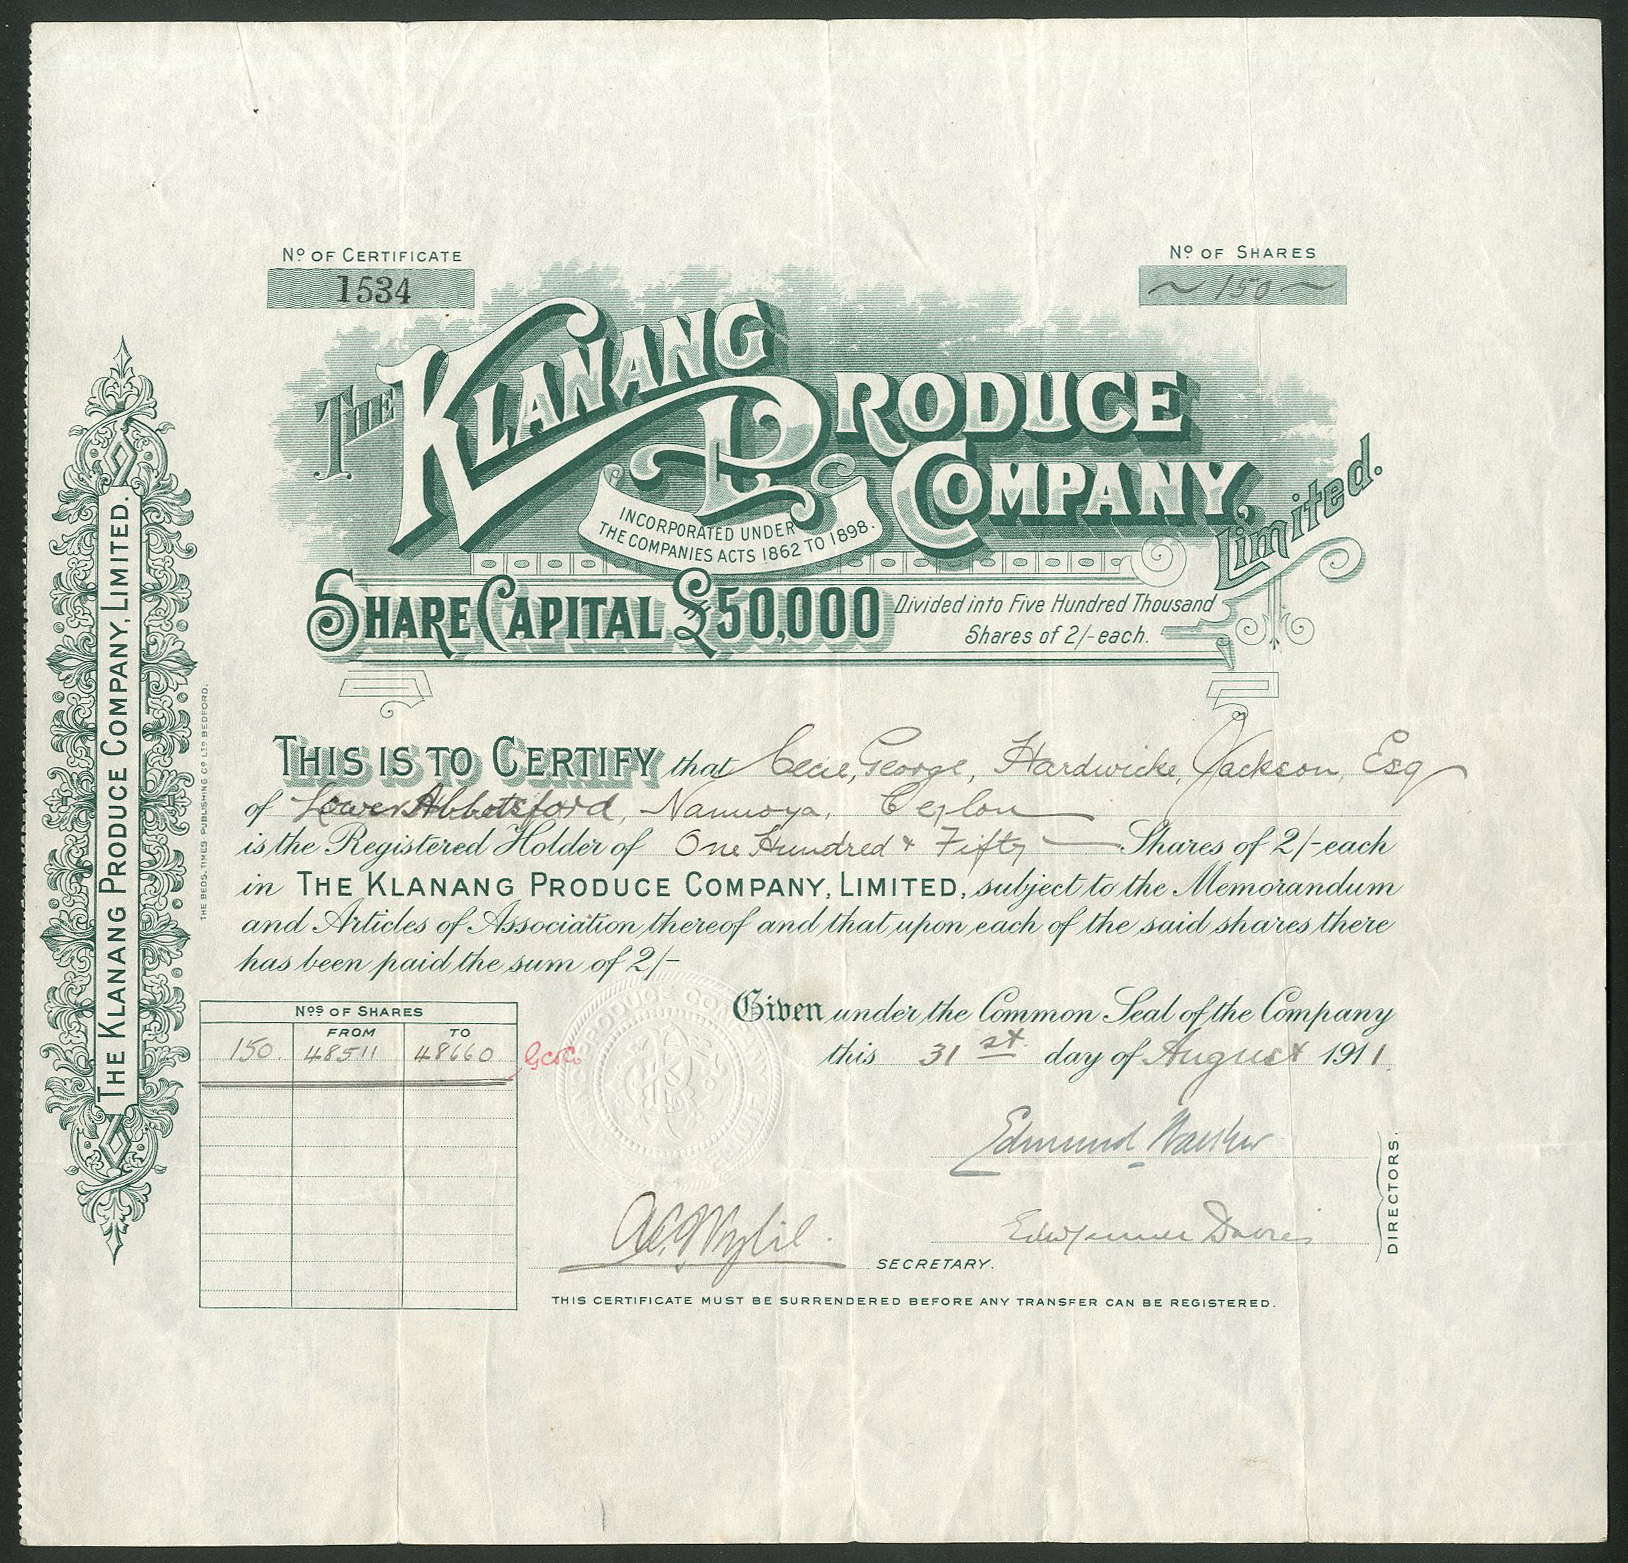 Nº OF CERTIFICATE
1534
Nº OF SHARES
~ 150 ~
THE KLANANG PRODUCE COMPANY, Limited.
INCORPORATED UNDER
THE COMPANIES ACTS 1862 TO 1898.
SHARE CAPITAL £50,000
Divided into Five Hundred Thousand
Shares of 2/- each.
THIS IS TO CERTIFY that Cecil, George, Hardwicke, Jackson, Esq
of Lower Abbotsford, Nanuoya, Ceylon
is the Registered Holder of One Hundred & Fifty Shares of 2/- each
in THE KLANANG PRODUCE COMPANY, LIMITED, subject to the Memorandum
and Articles of Association thereof and that upon each of the said shares there
has been paid the sum of 2/-
Given under the Common Seal of the Company
this 31st day of August 1911.
Nºs OF SHARES
FROM TO
150 48511 48660
PRODUCE
Edmund Walker
Davies
DIRECTORS.
SECRETARY.
THIS CERTIFICATE MUST BE SURRENDERED BEFORE ANY TRANSFER CAN BE REGISTERED.
THE KLANANG PRODUCE COMPANY, LIMITED.
THE BEDS. TIMES PUBLISHING Cº LTD BEDFORD.